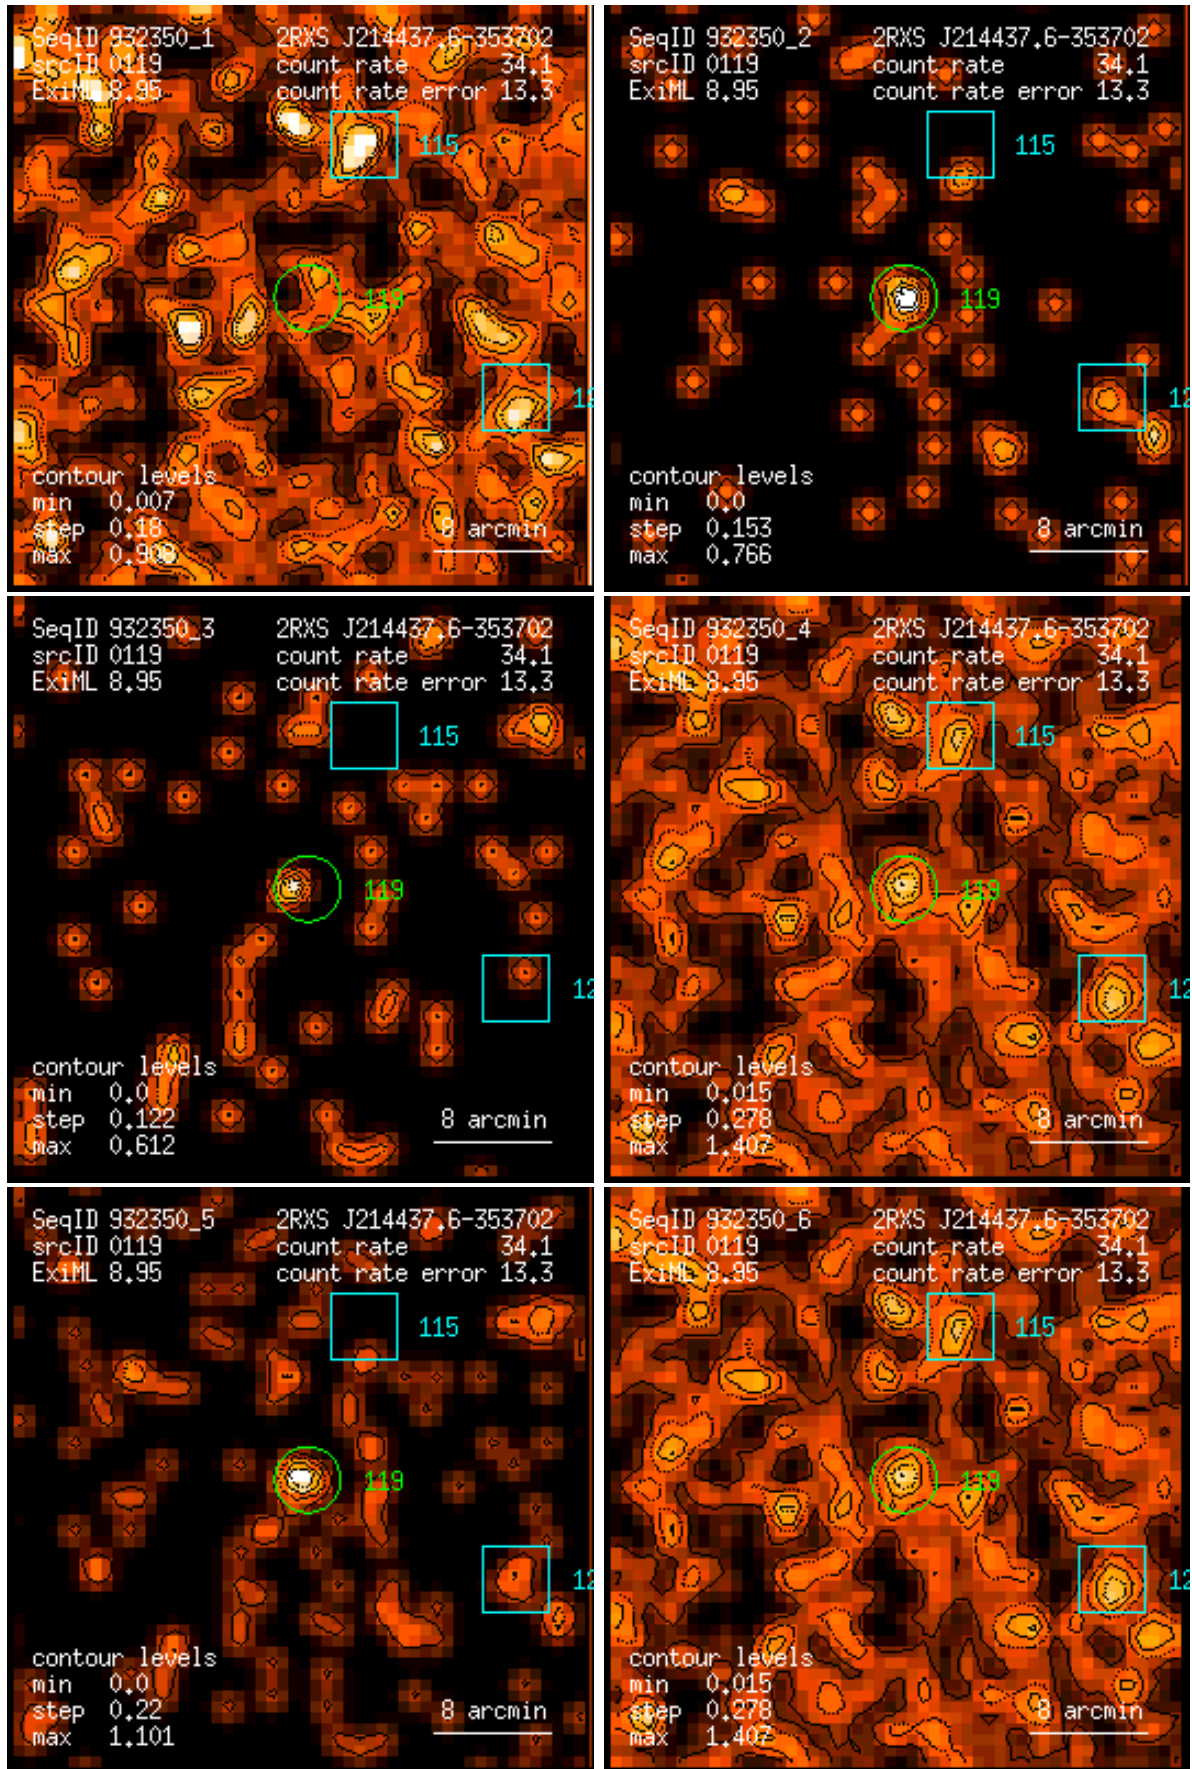 SeqID 932350_1 2RXS J214437.6-353702
srcID 0119 count rate 34.1
ExiML 8.95 count rate error 13.3
115
119
12
contour levels
min 0.007
step 0.18 8 arcmin
max 0.908
SeqID 932350_2 2RXS J214437.6-353702
srcID 0119 count rate 34.1
ExiML 8.95 count rate error 13.3
115
119
12
contour levels
min 0.0
step 0.153 8 arcmin
max 0.766
SeqID 932350_3 2RXS J214437.6-353702
srcID 0119 count rate 34.1
ExiML 8.95 count rate error 13.3
115
119
12
contour levels
min 0.0
step 0.122 8 arcmin
max 0.612
SeqID 932350_4 2RXS J214437.6-353702
srcID 0119 count rate 34.1
ExiML 8.95 count rate error 13.3
115
119
12
contour levels
min 0.015
step 0.278 8 arcmin
max 1.407
SeqID 932350_5 2RXS J214437.6-353702
srcID 0119 count rate 34.1
ExiML 8.95 count rate error 13.3
115
119
12
contour levels
min 0.0
step 0.22 8 arcmin
max 1.101
SeqID 932350_6 2RXS J214437.6-353702
srcID 0119 count rate 34.1
ExiML 8.95 count rate error 13.3
115
119
12
contour levels
min 0.015
step 0.278 8 arcmin
max 1.407